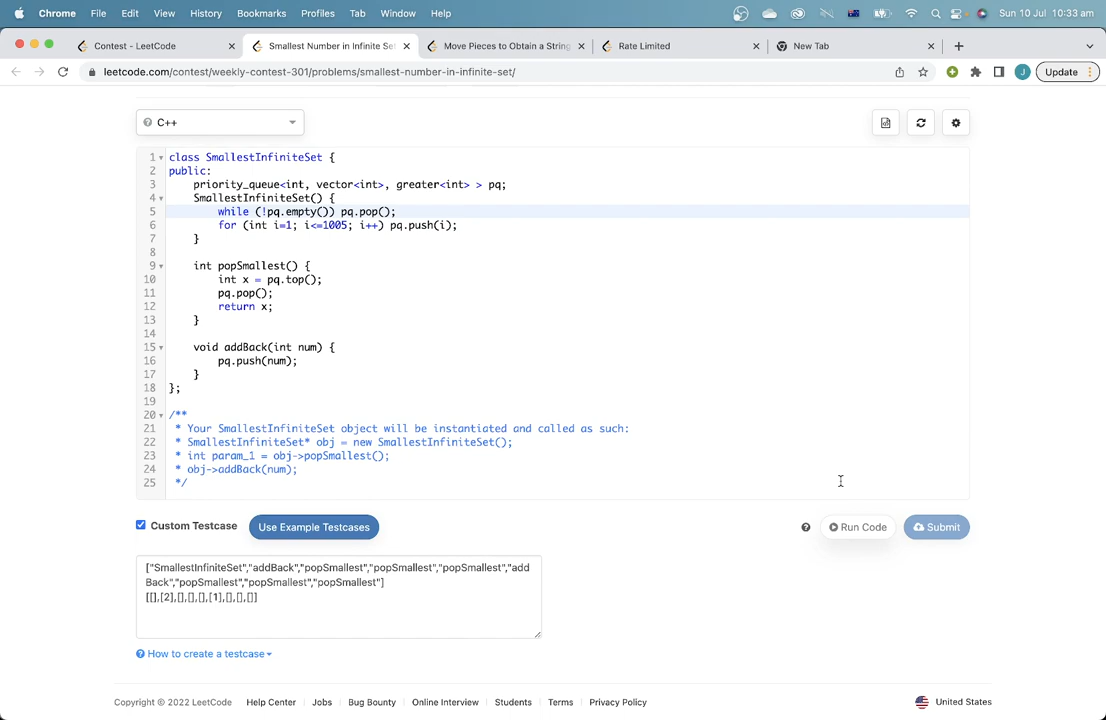 Chrome File Edit View History Bookmarks Profiles Tab Window Help Sun 10 Jul 10:33 am
Contest - LeetCode Smallest Number in Infinite Set Move Pieces to Obtain a String Rate Limited New Tab
leetcode.com/contest/weekly-contest-301/problems/smallest-number-in-infinite-set/ J Update
C++
1 class SmallestInfiniteSet {
2 public:
3 priority_queue<int, vector<int>, greater<int> > pq;
4 SmallestInfiniteSet() {
5 while (!pq.empty()) pq.pop();
6 for (int i=1; i<=1005; i++) pq.push(i);
7 }
8
9 int popSmallest() {
10 int x = pq.top();
11 pq.pop();
12 return x;
13 }
14
15 void addBack(int num) {
16 pq.push(num);
17 }
18 };
19
20 /**
21 * Your SmallestInfiniteSet object will be instantiated and called as such:
22 * SmallestInfiniteSet* obj = new SmallestInfiniteSet();
23 * int param_1 = obj->popSmallest();
24 * obj->addBack(num);
25 */
Custom Testcase Use Example Testcases Run Code Submit
["SmallestInfiniteSet","addBack","popSmallest","popSmallest","popSmallest","add
Back","popSmallest","popSmallest","popSmallest"]
[[],[2],[],[],[],[1],[],[],[]]
How to create a testcase
Copyright © 2022 LeetCode Help Center Jobs Bug Bounty Online Interview Students Terms Privacy Policy United States